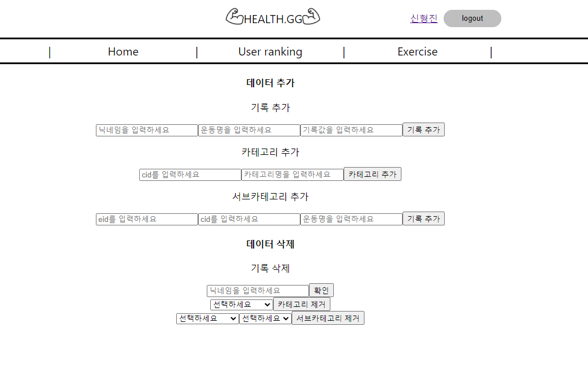 HEALTH.GG
신형진 logout
| Home | User ranking | Exercise |
데이터 추가
기록 추가
닉네임을 입력하세요 운동명을 입력하세요 기록값을 입력하세요 기록 추가
카테고리 추가
cid를 입력하세요 카테고리명을 입력하세요 카테고리 추가
서브카테고리 추가
eid를 입력하세요 cid를 입력하세요 운동명을 입력하세요 기록 추가
데이터 삭제
기록 삭제
닉네임을 입력하세요 확인
선택하세요 카테고리 제거
선택하세요 선택하세요 서브카테고리 제거